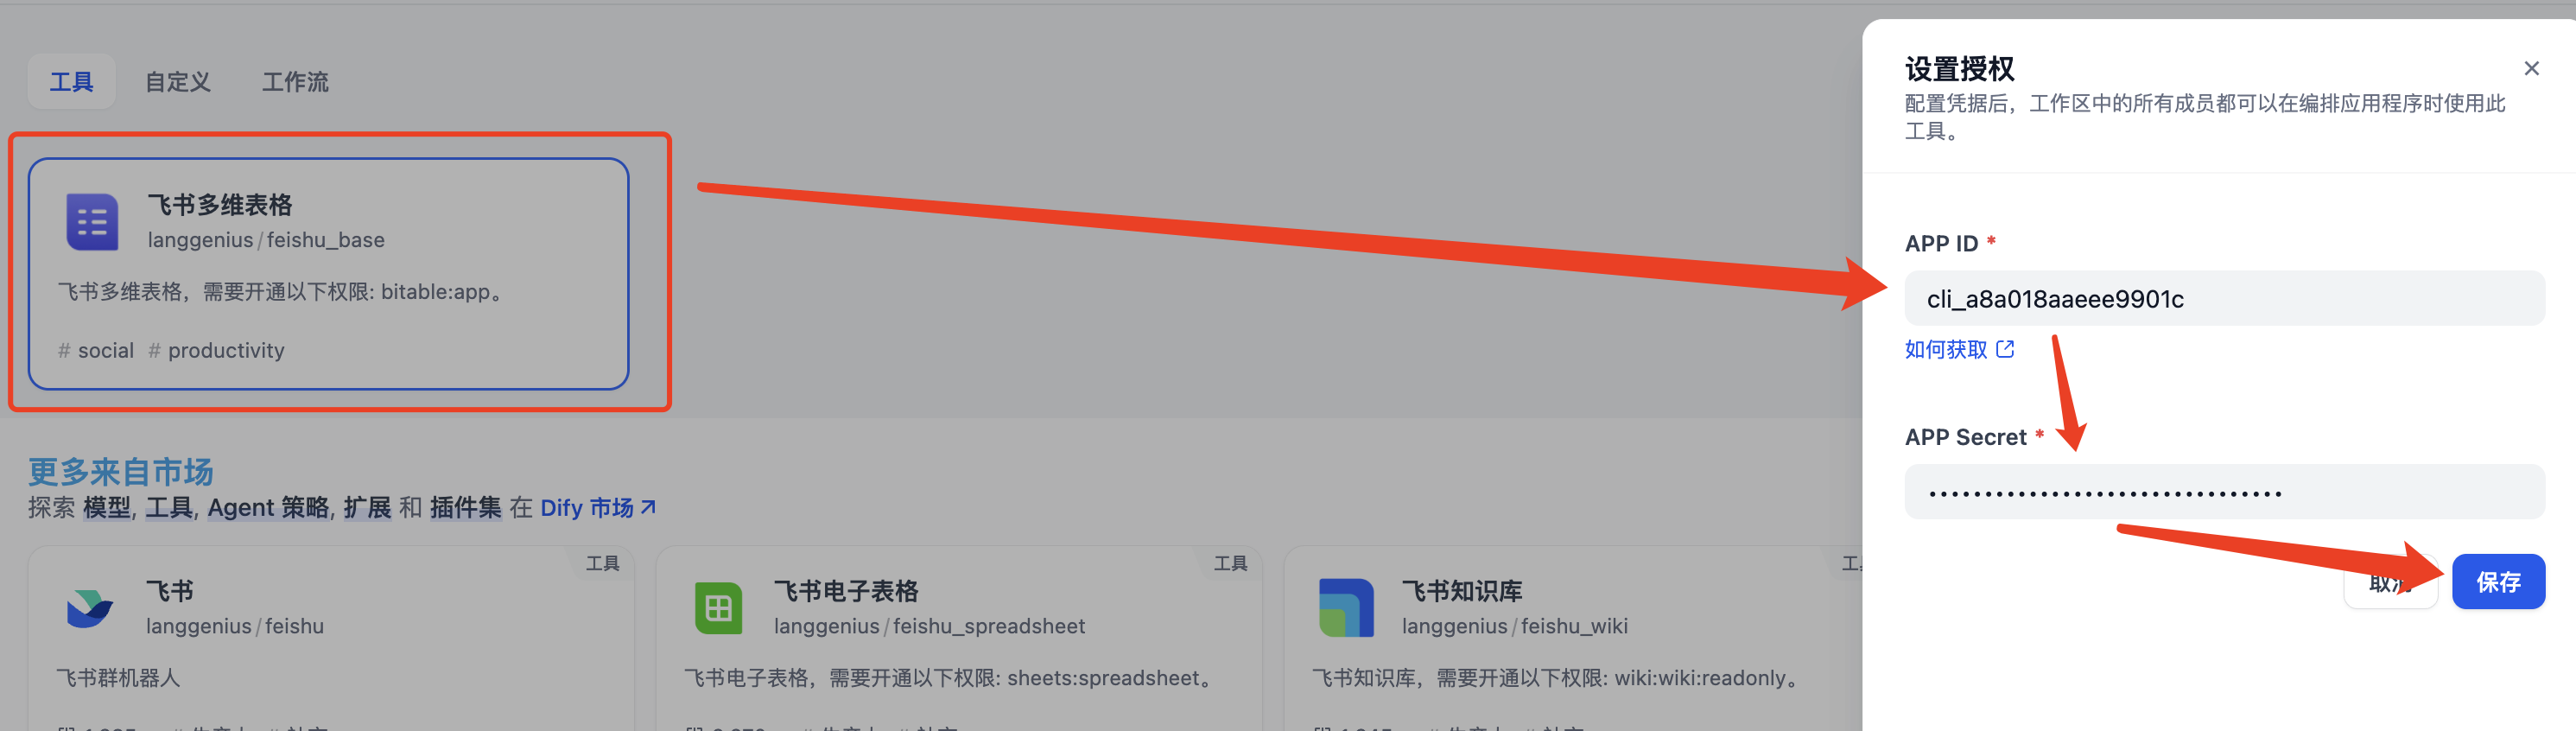 工具
自定义
工作流
飞书多维表格
langgenius/feishu_base
飞书多维表格，需要开通以下权限: bitable:app。
# social # productivity
更多来自市场
探索 模型, 工具, Agent 策略, 扩展 和 插件集 在 Dify 市场
工具
飞书
langgenius/feishu
飞书群机器人
工具
飞书电子表格
langgenius/feishu_spreadsheet
飞书电子表格，需要开通以下权限: sheets:spreadsheet。
飞书知识库
langgenius/feishu_wiki
飞书知识库，需要开通以下权限: wiki:wiki:readonly。
设置授权
配置凭据后，工作区中的所有成员都可以在编排应用程序时使用此
工具。
APP ID *
cli_a8a018aaeee9901c
如何获取
APP Secret *
取消
保存